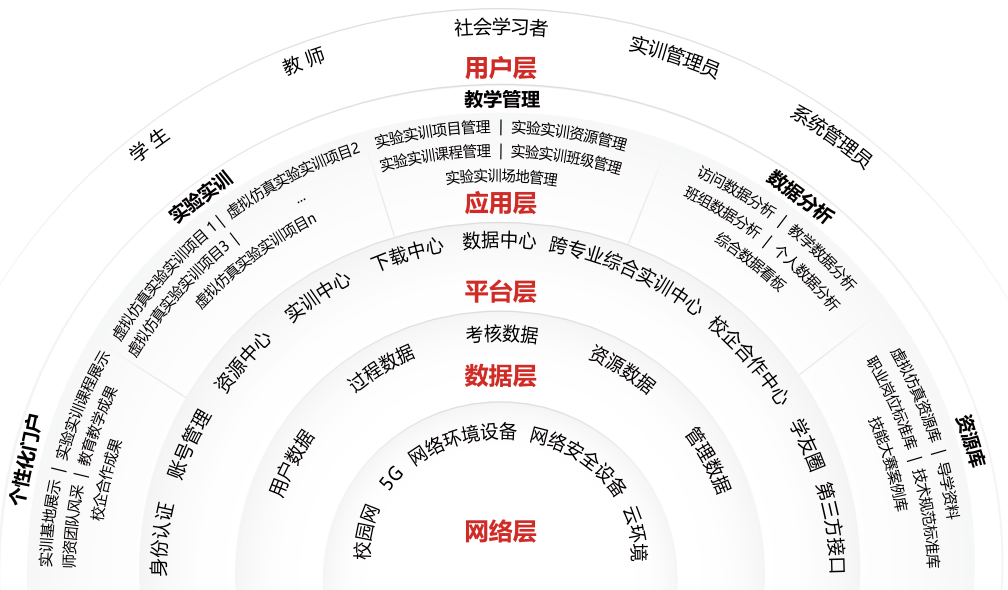 学生
教师
社会学习者
实训管理员
系统管理员
用户层
个性化门户
实训基地展示 | 实验实训课程展示
师资团队风采 | 教育教学成果
校企合作成果
实验实训
虚拟仿真实验实训项目1 | 虚拟仿真实验实训项目2
虚拟仿真实验实训项目3 | ...
虚拟仿真实验实训项目n
教学管理
实验实训项目管理 | 实验实训资源管理
实验实训课程管理 | 实验实训班级管理
实验实训场地管理
数据分析
访问数据分析 | 教学数据分析
班组数据分析 | 个人数据分析
综合数据看板
资源库
虚拟仿真资源库 | 导学资料
职业岗位标准库 | 技术规范标准库
技能大赛案例库
应用层
身份认证
账号管理
资源中心
实训中心
下载中心
数据中心
跨专业综合实训中心
校企合作中心
学友圈
第三方接口
平台层
用户数据
过程数据
考核数据
资源数据
管理数据
数据层
校园网
5G
网络环境设备
网络安全设备
云环境
网络层